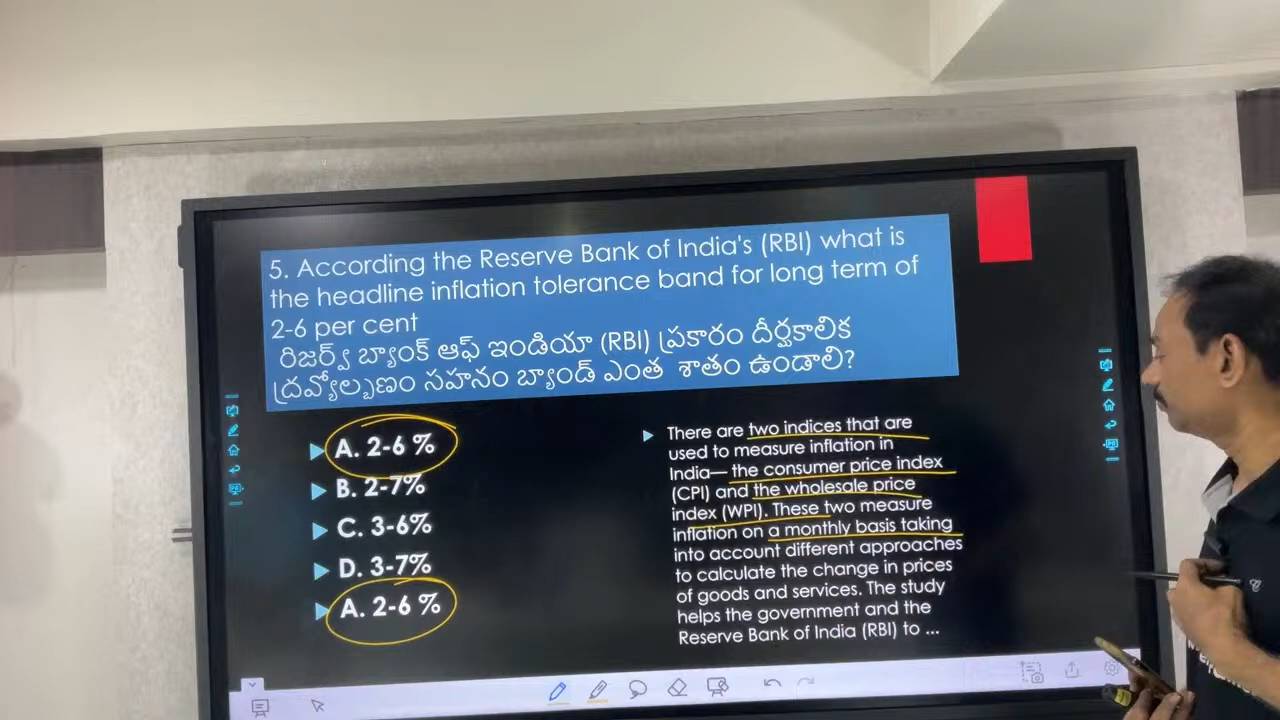 5. According the Reserve Bank of India's (RBI) what is
the headline inflation tolerance band for long term of
2-6 per cent
రిజర్వ్ బ్యాంక్ ఆఫ్ ఇండియా (RBI) ప్రకారం దీర్ఘకాలిక
ద్రవ్యోల్బణం సహనం బ్యాండ్ ఎంత శాతం ఉండాలి?
A. 2-6 %
B. 2-7%
C. 3-6%
D. 3-7%
A. 2-6 %
There are two indices that are
used to measure inflation in
India— the consumer price index
(CPI) and the wholesale price
index (WPI). These two measure
inflation on a monthly basis taking
into account different approaches
to calculate the change in prices
of goods and services. The study
helps the government and the
Reserve Bank of India (RBI) to ...